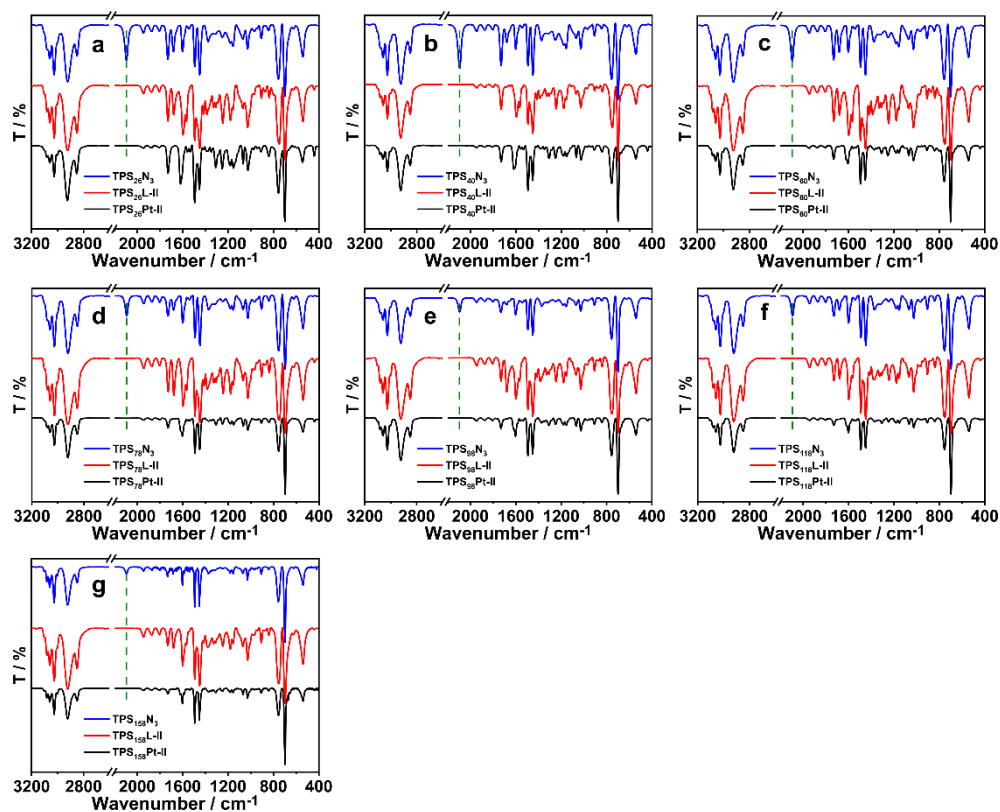 a
T / %
TPS26N3
TPS26L-II
TPS26Pt-II
3200 2800 2000 1600 1200 800 400
Wavenumber / cm-1
b
T / %
TPS40N3
TPS40L-II
TPS40Pt-II
3200 2800 2000 1600 1200 800 400
Wavenumber / cm-1
c
T / %
TPS60N3
TPS60L-II
TPS60Pt-II
3200 2800 2000 1600 1200 800 400
Wavenumber / cm-1
d
T / %
TPS78N3
TPS78L-II
TPS78Pt-II
3200 2800 2000 1600 1200 800 400
Wavenumber / cm-1
e
T / %
TPS98N3
TPS98L-II
TPS98Pt-II
3200 2800 2000 1600 1200 800 400
Wavenumber / cm-1
f
T / %
TPS118N3
TPS118L-II
TPS118Pt-II
3200 2800 2000 1600 1200 800 400
Wavenumber / cm-1
g
T / %
TPS158N3
TPS158L-II
TPS158Pt-II
3200 2800 2000 1600 1200 800 400
Wavenumber / cm-1